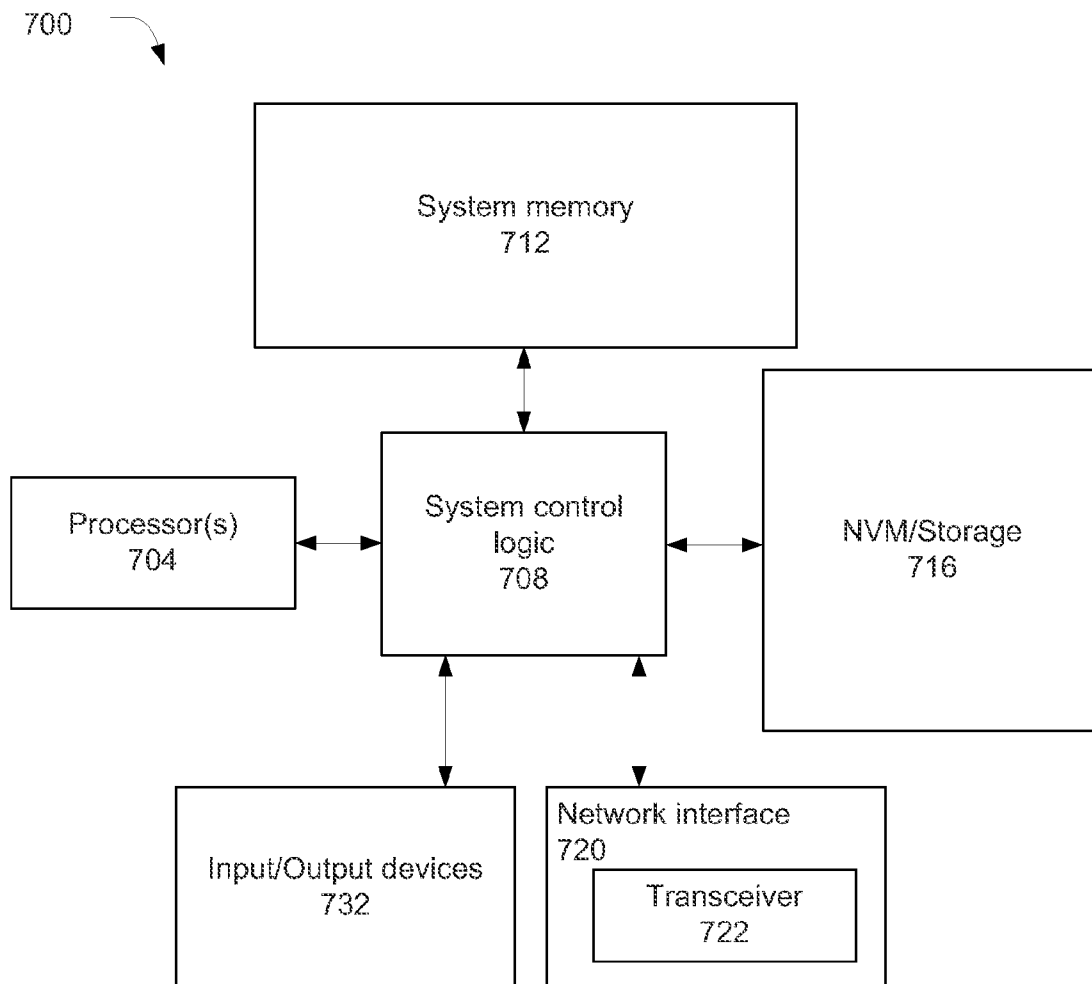 700
System memory
712
Processor(s)
704
System control
logic
708
NVM/Storage
716
Input/Output devices
732
Network interface
720
Transceiver
722